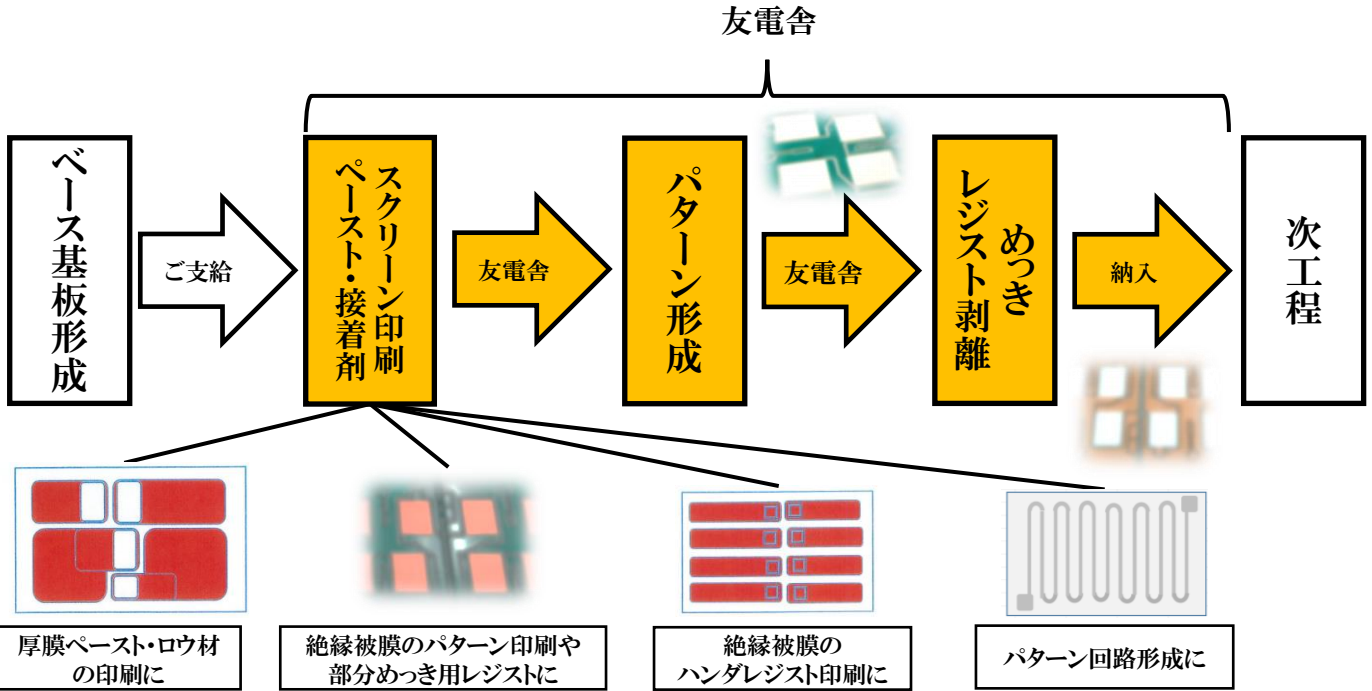 友電舎
ベース基板形成
ご支給
スクリーン印刷
ペースト・接着剤
友電舎
パターン形成
友電舎
めっき
レジスト剥離
納入
次工程
厚膜ペースト・ロウ材
の印刷に
絶縁被膜のパターン印刷や
部分めっき用レジストに
絶縁被膜の
ハンダレジスト印刷に
パターン回路形成に